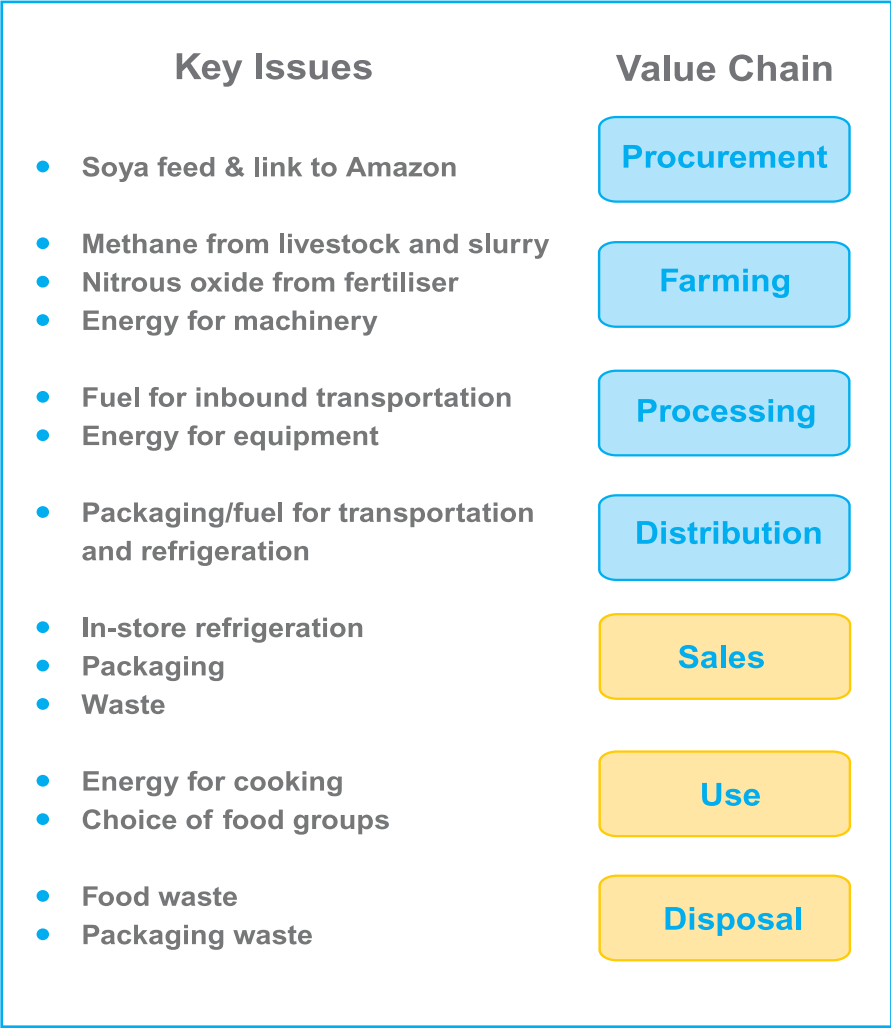 Key Issues
Value Chain
• Soya feed & link to Amazon
Procurement
• Methane from livestock and slurry
• Nitrous oxide from fertiliser
• Energy for machinery
Farming
• Fuel for inbound transportation
• Energy for equipment
Processing
• Packaging/fuel for transportation
and refrigeration
Distribution
• In-store refrigeration
• Packaging
• Waste
Sales
• Energy for cooking
• Choice of food groups
Use
• Food waste
• Packaging waste
Disposal